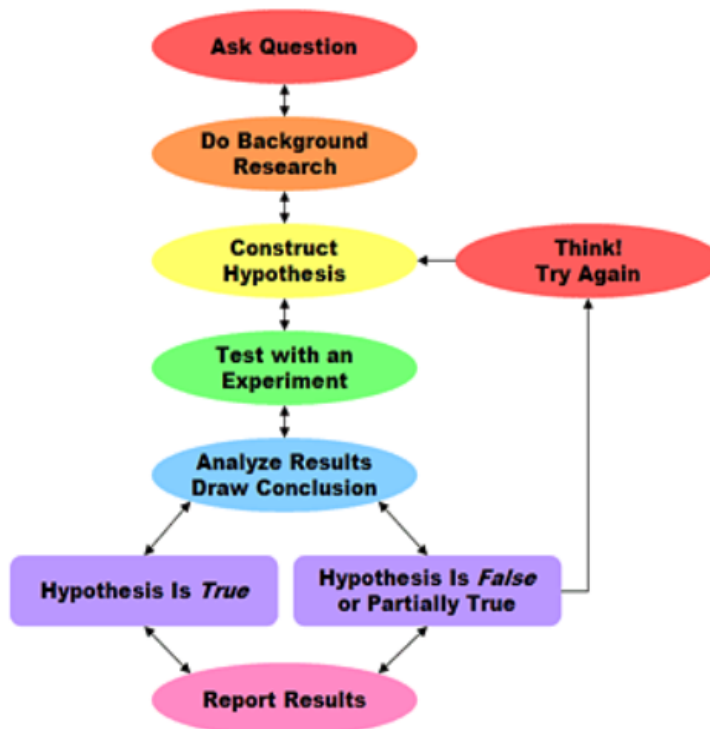 Ask Question
Do Background
Research
Construct
Hypothesis
Think!
Try Again
Test with an
Experiment
Analyze Results
Draw Conclusion
Hypothesis Is True
Hypothesis Is False
or Partially True
Report Results